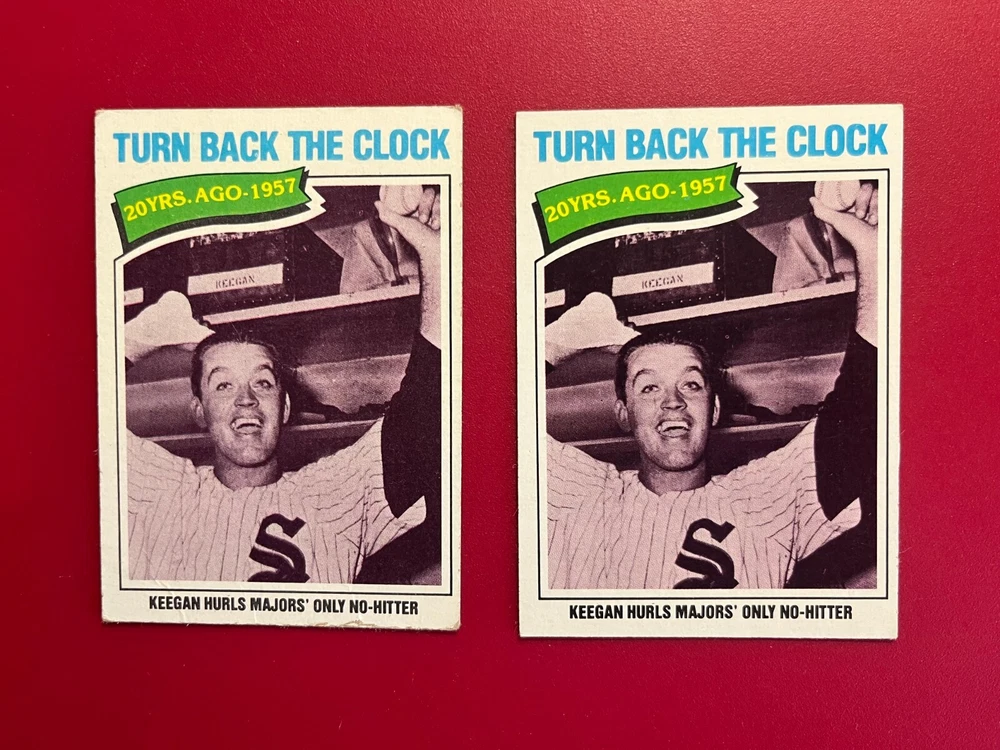 TURN BACK THE CLOCK
20YRS. AGO-1957
KEEGAN
S
KEEGAN HURLS MAJORS' ONLY NO-HITTER
TURN BACK THE CLOCK
20YRS. AGO-1957
KEEGAN
S
KEEGAN HURLS MAJORS' ONLY NO-HITTER